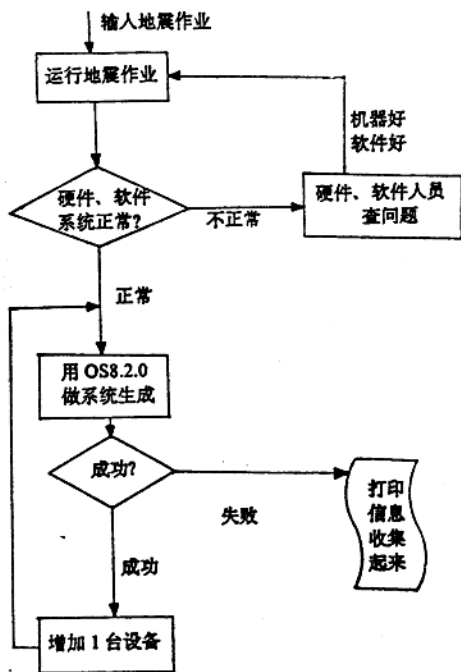 输人地震作业
运行地震作业
机器好
软件好
硬件、软件
系统正常?
不正常
硬件、软件人员
查问题
正常
用 OS8.2.0
做系统生成
成功?
失败
打印
信息
收集
起来
成功
增加 1 台设备